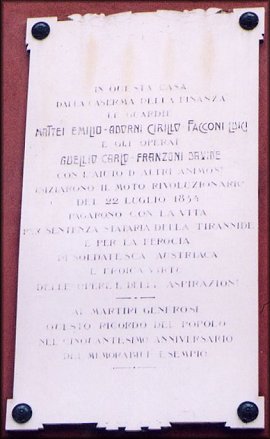 IN QUESTA CASA
DALLA CASERMA DELLA FINANZA
LE GUARDIE
MATTEI EMILIO-ADORNI CIRILLO-FACCONI LUIGI
E GLI OPERAI
CARLO-FRANZONI DAVIDE
CON L'AIUTO D'ALTRI ANIMOSI
INIZIARONO IL MOTO RIVOLUZIONARIO
DEL 22 LUGLIO 1854
PAGARONO CON LA VITA
PER SENTENZA STATARIA DELLA TIRANNIDE
E PER LA FEROCIA
DI SOLDATESCA AUSTRIACA
E EROICA VIRTÙ
DELLE OPERE E DELLE ASPIRAZIONI
AI MARTIRI GENEROSI
QUESTO RICORDO DEL POPOLO
NEL CINQUANTESIMO ANNIVERSARIO
DEL MEMORABILE ESEMPIO